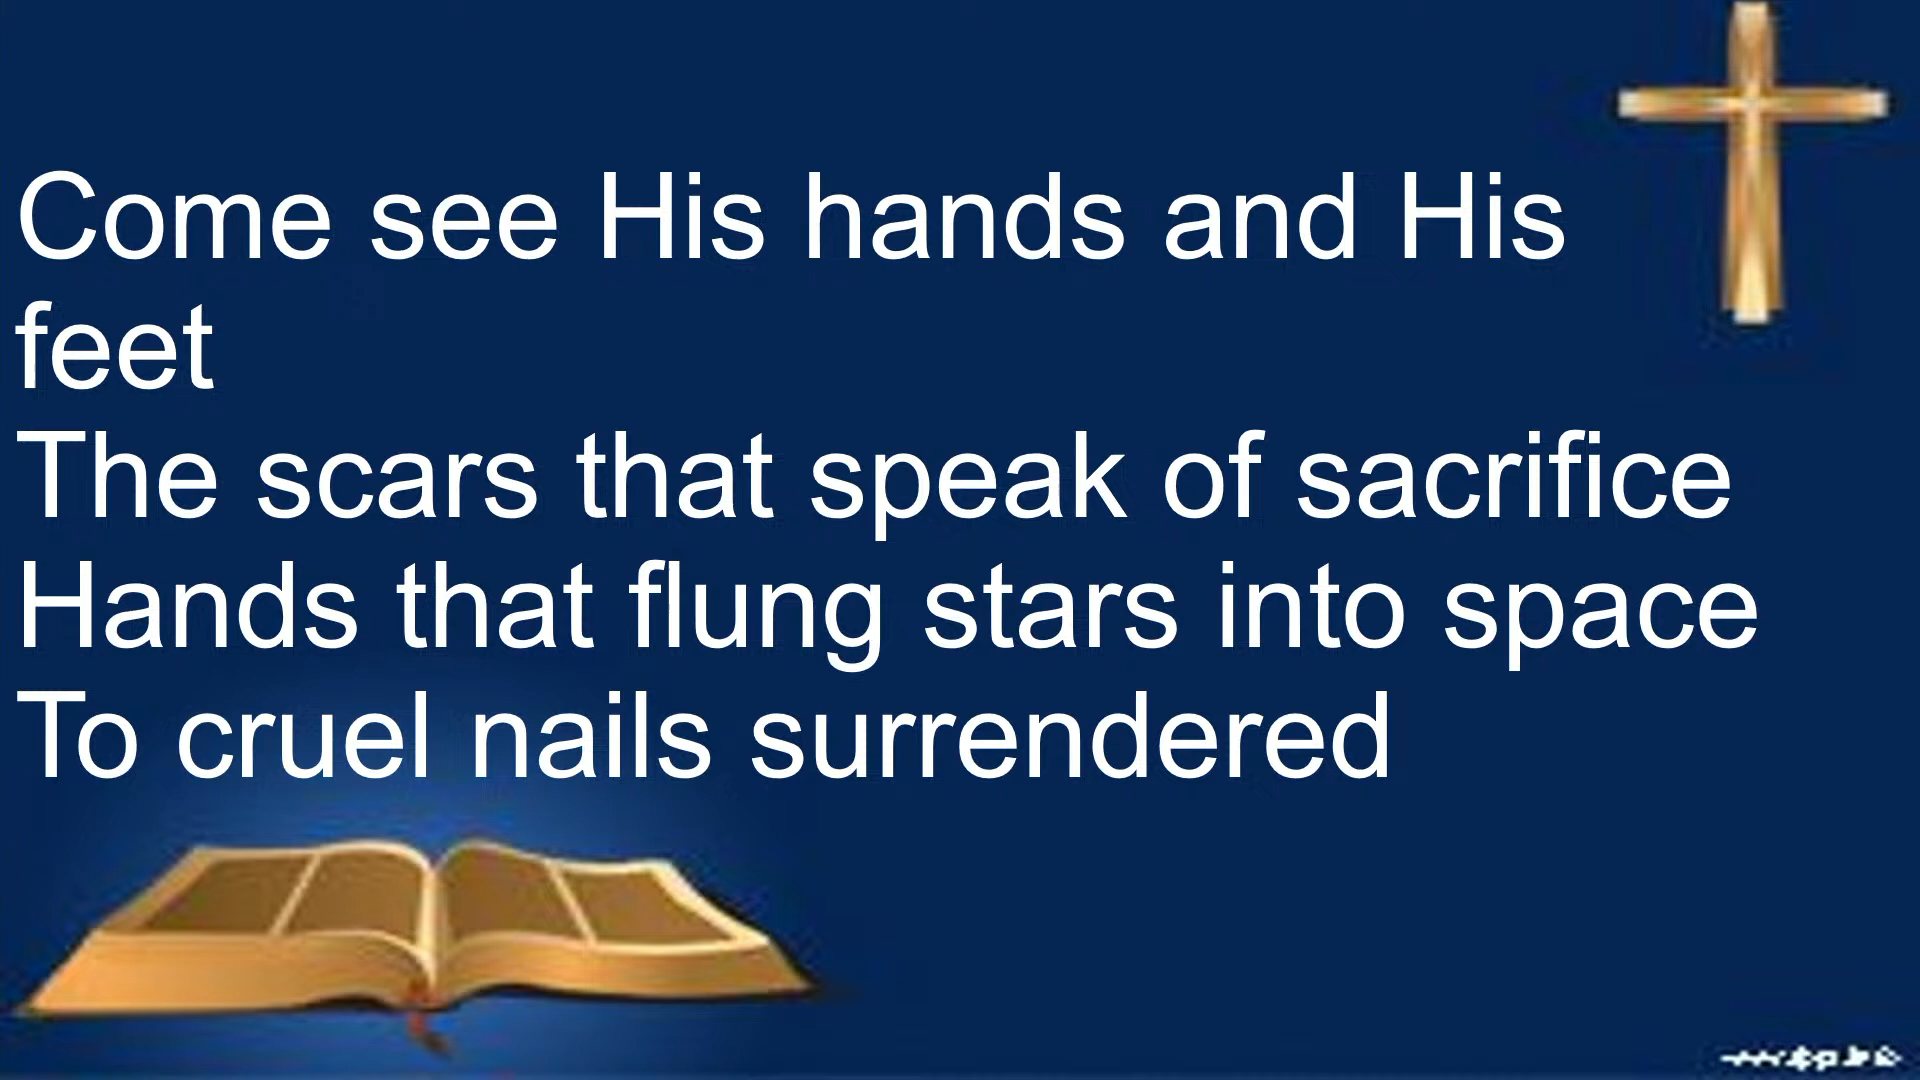 Come see His hands and His
feet
The scars that speak of sacrifice
Hands that flung stars into space
To cruel nails surrendered